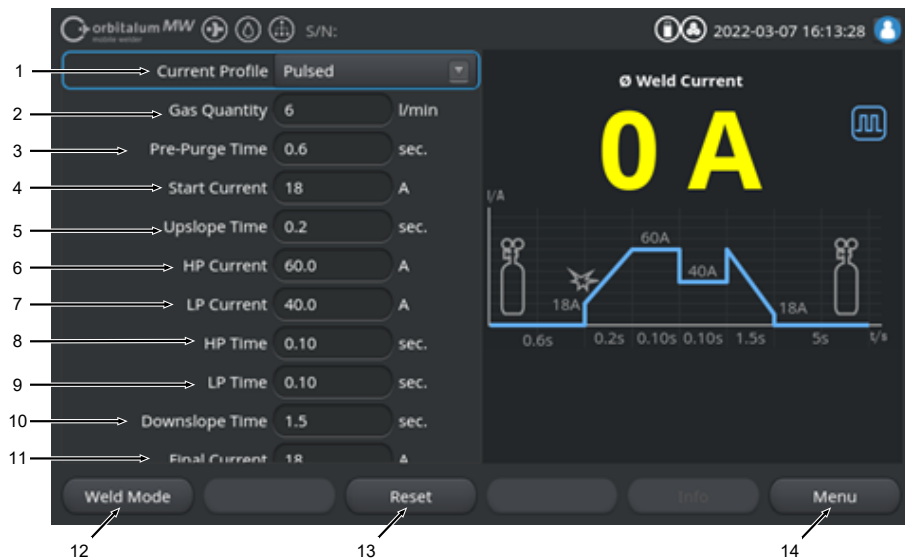 orbitalum MW S/N: 2022-03-07 16:13:28
mobile welder
1 Current Profile Pulsed
2 Gas Quantity 6 l/min
3 Pre-Purge Time 0.6 sec.
4 Start Current 18 A
5 Upslope Time 0.2 sec.
6 HP Current 60.0 A
7 LP Current 40.0 A
8 HP Time 0.10 sec.
9 LP Time 0.10 sec.
10 Downslope Time 1.5 sec.
11 Final Current 18 A
Ø Weld Current
0 A
I/A
60A
40A
18A
18A
0.6s 0.2s 0.10s 0.10s 1.5s 5s t/s
Weld Mode Reset Info Menu
12 13 14